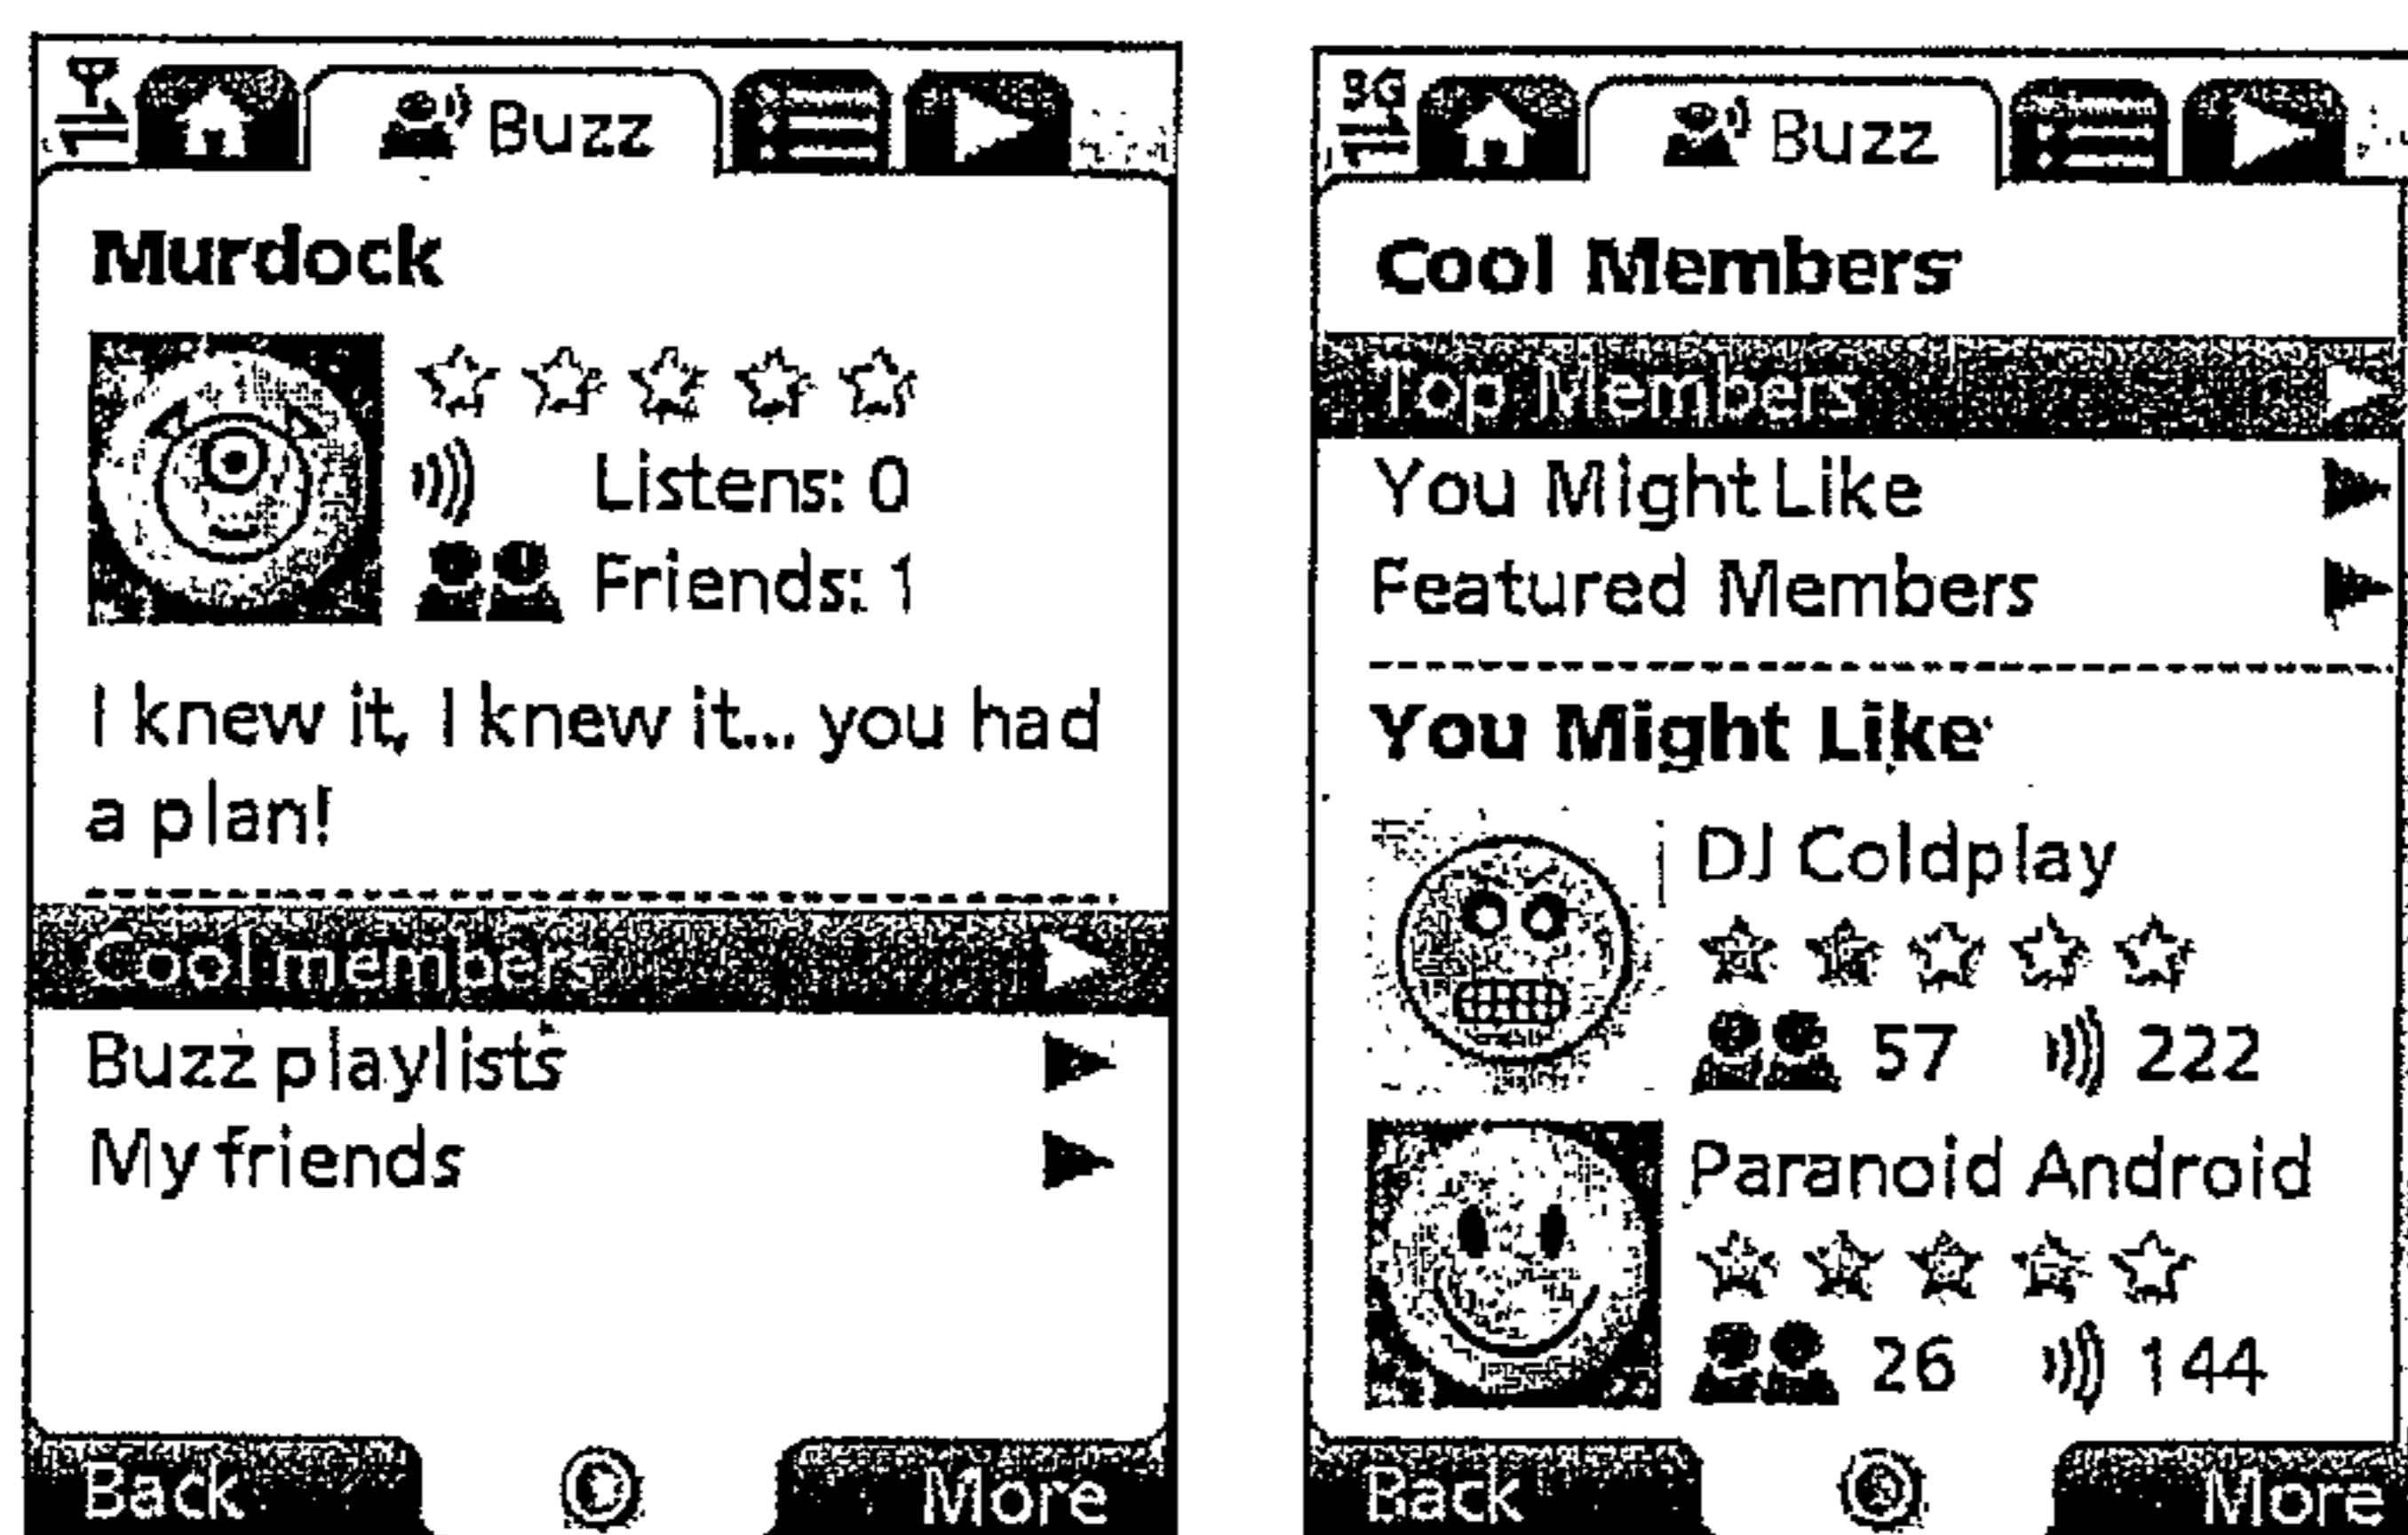 Buzz
Murdock
Listens: 0
Friends: 1
I knew it, I knew it... you had
a plan!
Cool members
Buzz playlists
My friends
Back More
3G
Buzz
Cool Members
Top Members
You Might Like
Featured Members
You Might Like
DJ Coldplay
57 222
Paranoid Android
26 144
Back More